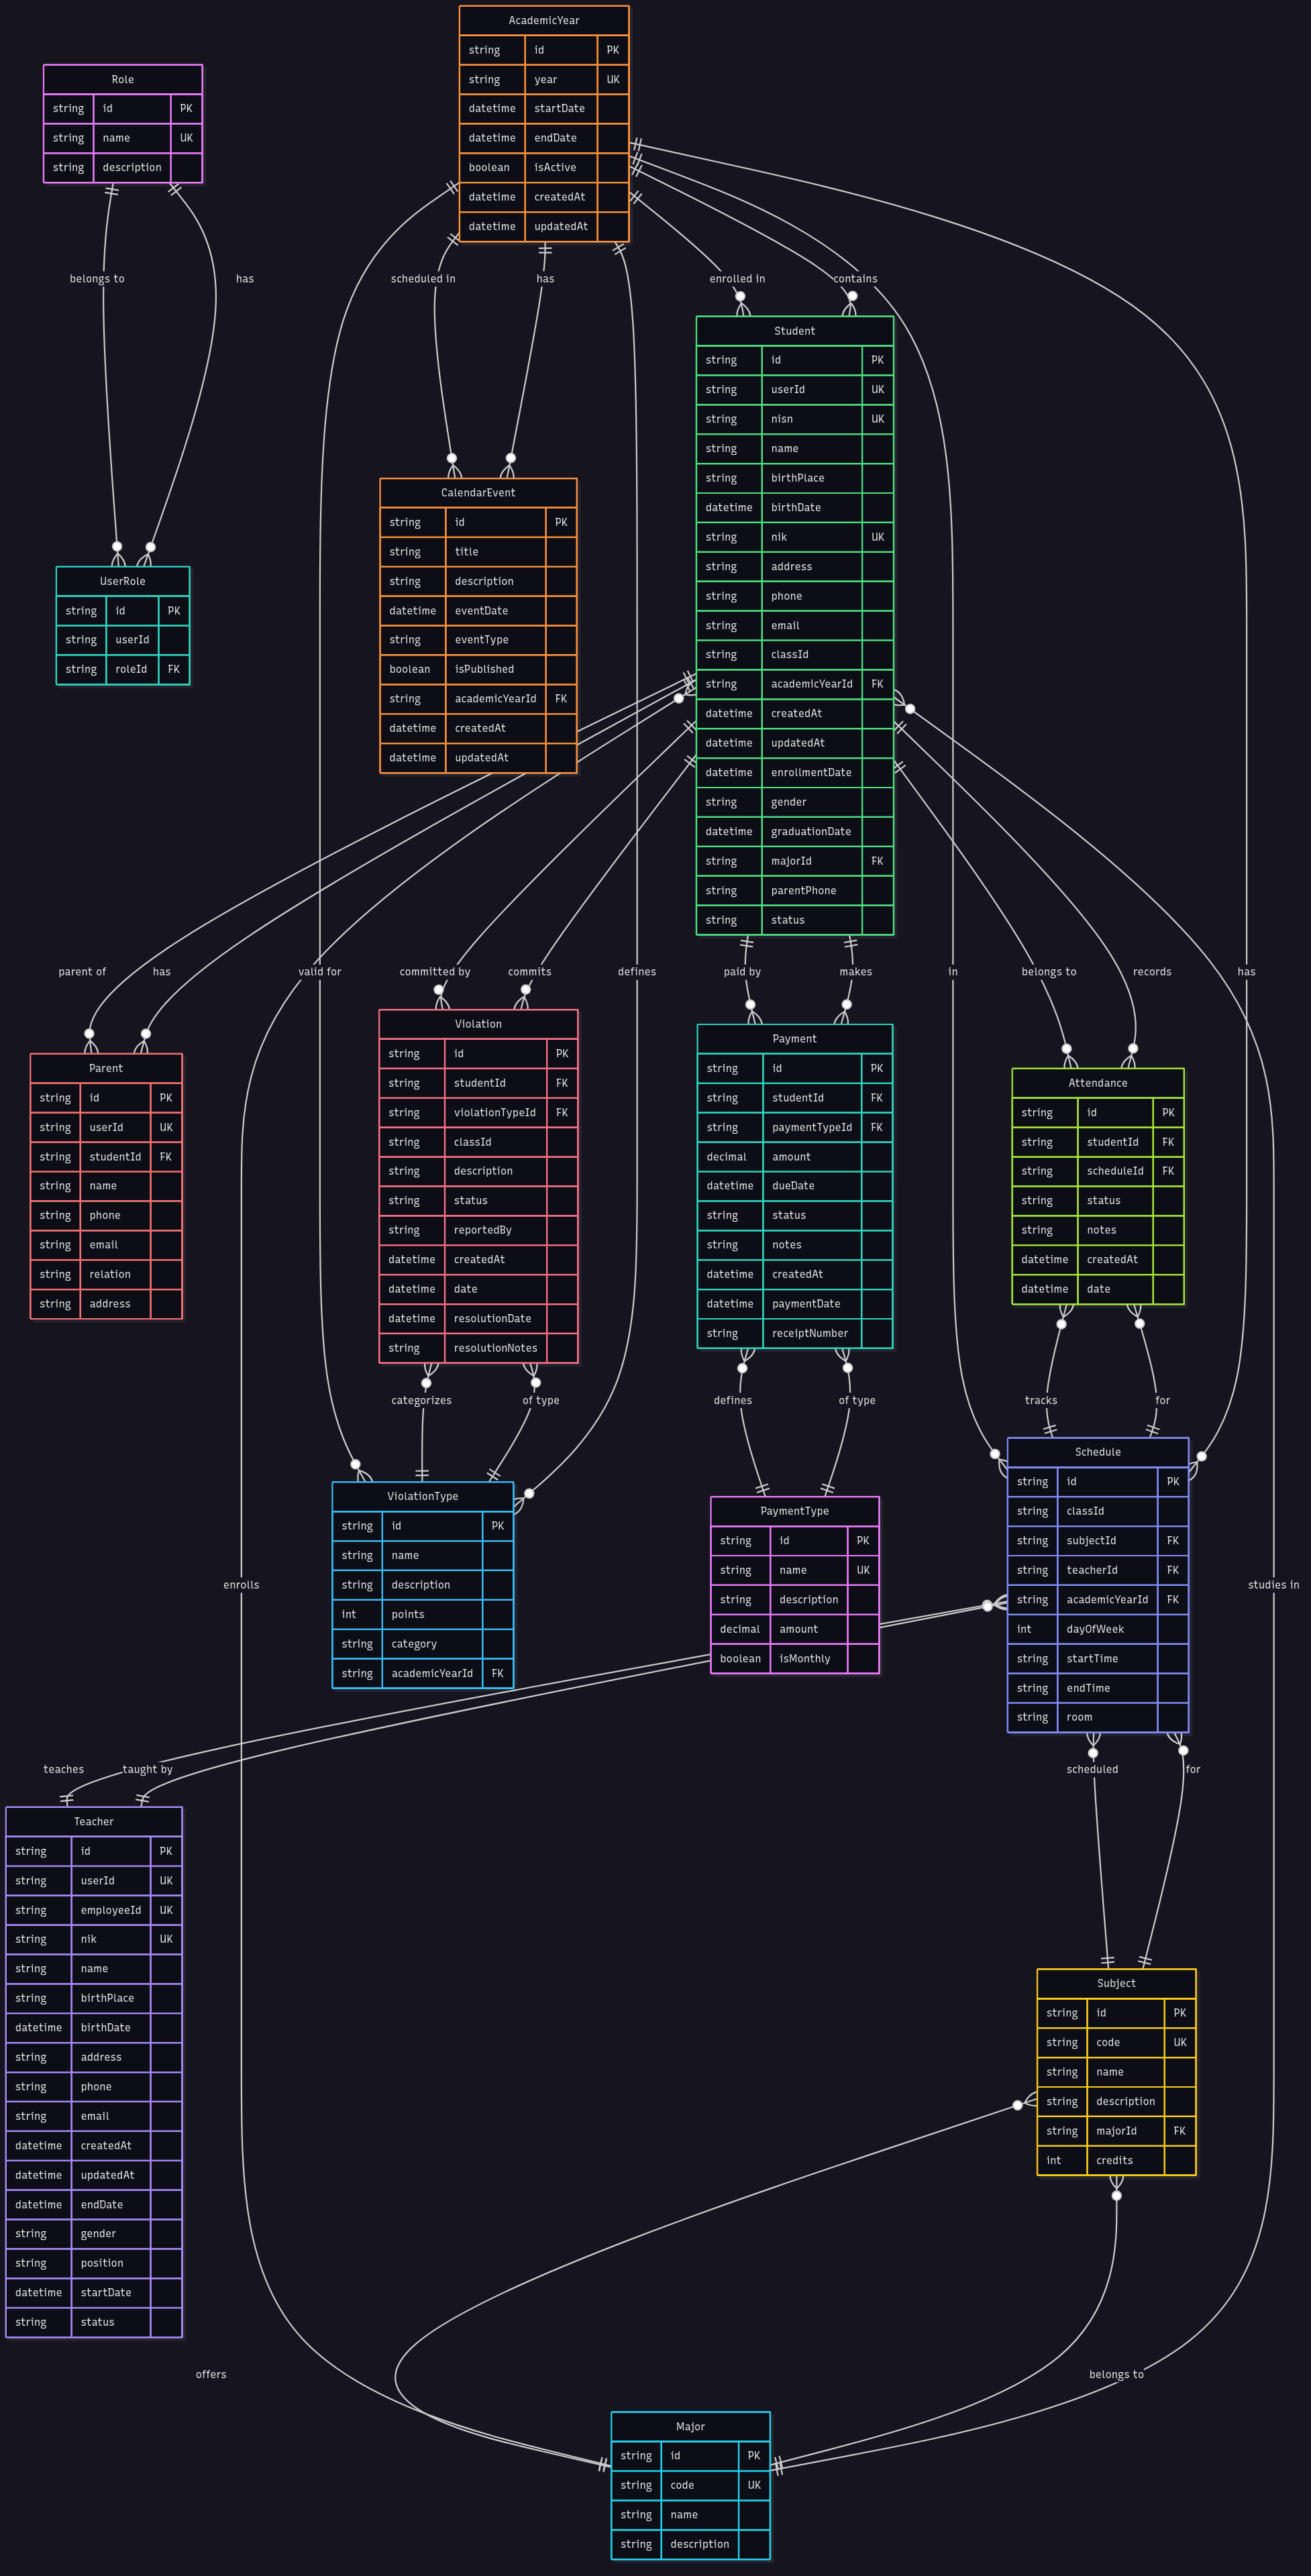 AcademicYear
string id PK
string year UK
datetime startDate
datetime endDate
boolean isActive
datetime createdAt
datetime updatedAt
Role
string id PK
string name UK
string description
belongs to
has
scheduled in
has
enrolled in
contains
Student
string id PK
string userId UK
string nisn UK
string name
string birthPlace
datetime birthDate
string nik UK
string address
string phone
string email
string classId
string academicYearId FK
datetime createdAt
datetime updatedAt
datetime enrollmentDate
string gender
datetime graduationDate
string majorId FK
string parentPhone
string status
CalendarEvent
string id PK
string title
string description
datetime eventDate
string eventType
boolean isPublished
string academicYearId FK
datetime createdAt
datetime updatedAt
UserRole
string id PK
string userId
string roleId FK
parent of
has
valid for
committed by
commits
defines
paid by
makes
in
belongs to
records
has
Parent
string id PK
string userId UK
string studentId FK
string name
string phone
string email
string relation
string address
Violation
string id PK
string studentId FK
string violationTypeId FK
string classId
string description
string status
string reportedBy
datetime createdAt
datetime date
datetime resolutionDate
string resolutionNotes
Payment
string id PK
string studentId FK
string paymentTypeId FK
decimal amount
datetime dueDate
string status
string notes
datetime createdAt
datetime paymentDate
string receiptNumber
Attendance
string id PK
string studentId FK
string scheduleId FK
string status
string notes
datetime createdAt
datetime date
categorizes
of type
defines
of type
tracks
for
ViolationType
string id PK
string name
string description
int points
string category
string academicYearId FK
PaymentType
string id PK
string name UK
string description
decimal amount
boolean isMonthly
Schedule
string id PK
string classId
string subjectId FK
string teacherId FK
string academicYearId FK
int dayOfWeek
string startTime
string endTime
string room
enrolls
studies in
teaches
taught by
scheduled
for
Teacher
string id PK
string userId UK
string employeeId UK
string nik UK
string name
string birthPlace
datetime birthDate
string address
string phone
string email
datetime createdAt
datetime updatedAt
datetime endDate
string gender
string position
datetime startDate
string status
Subject
string id PK
string code UK
string name
string description
string majorId FK
int credits
offers
belongs to
Major
string id PK
string code UK
string name
string description